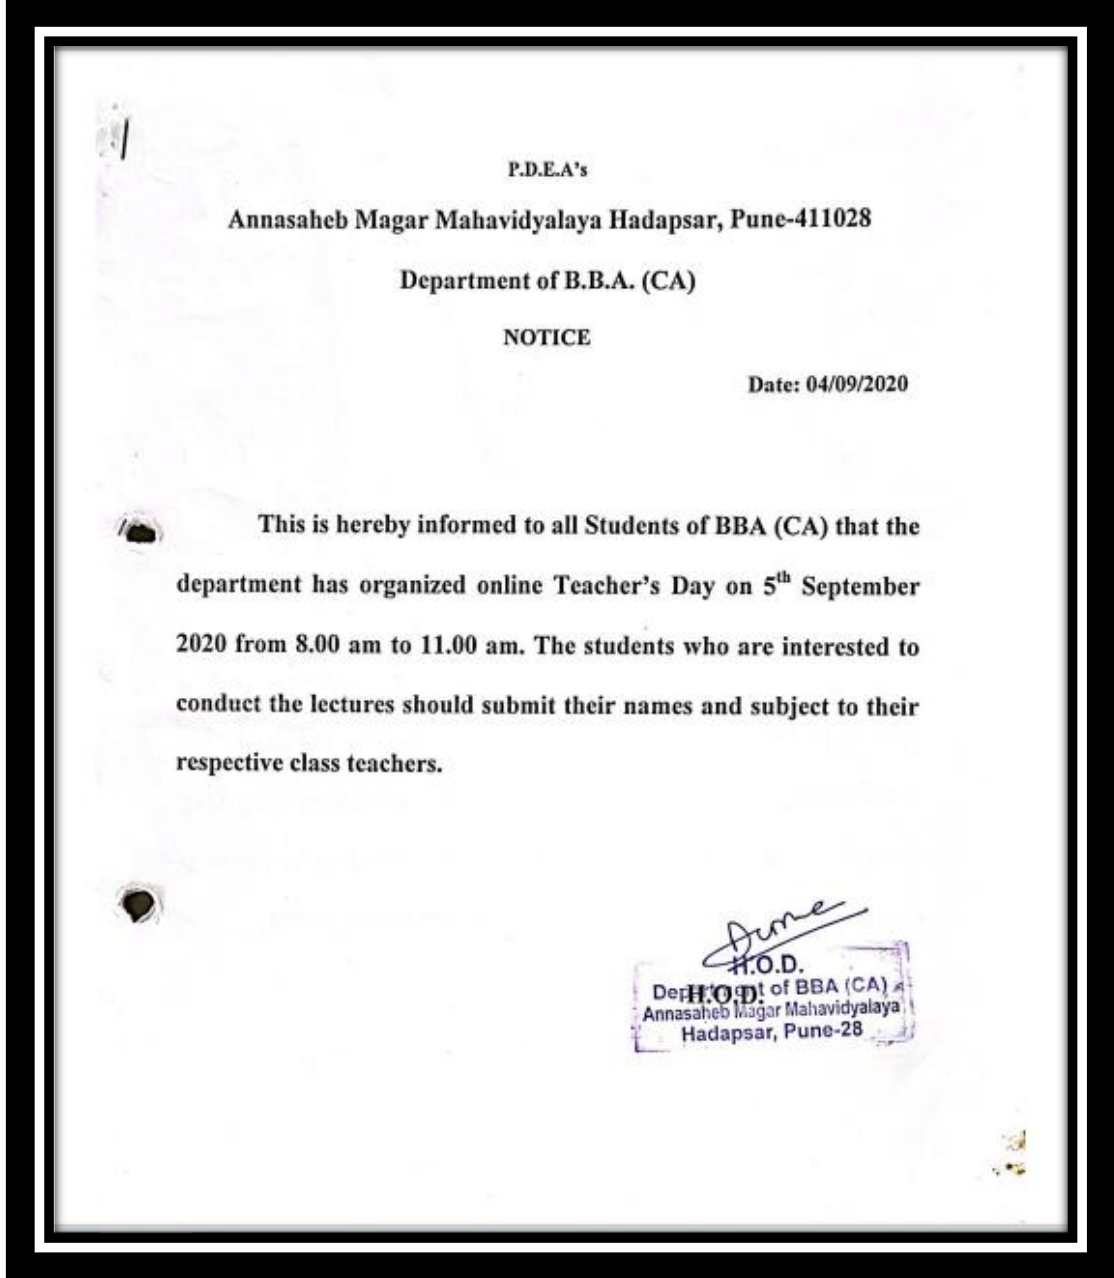 P.D.E.A's
Annasaheb Magar Mahavidyalaya Hadapsar, Pune-411028
Department of B.B.A. (CA)
NOTICE
Date: 04/09/2020
This is hereby informed to all Students of BBA (CA) that the
department has organized online Teacher's Day on 5th September
2020 from 8.00 am to 11.00 am. The students who are interested to
conduct the lectures should submit their names and subject to their
respective class teachers.
H.O.D.
Department of BBA (CA)
H.O.D.
Annasaheb Magar Mahavidyalaya
Hadapsar, Pune-28